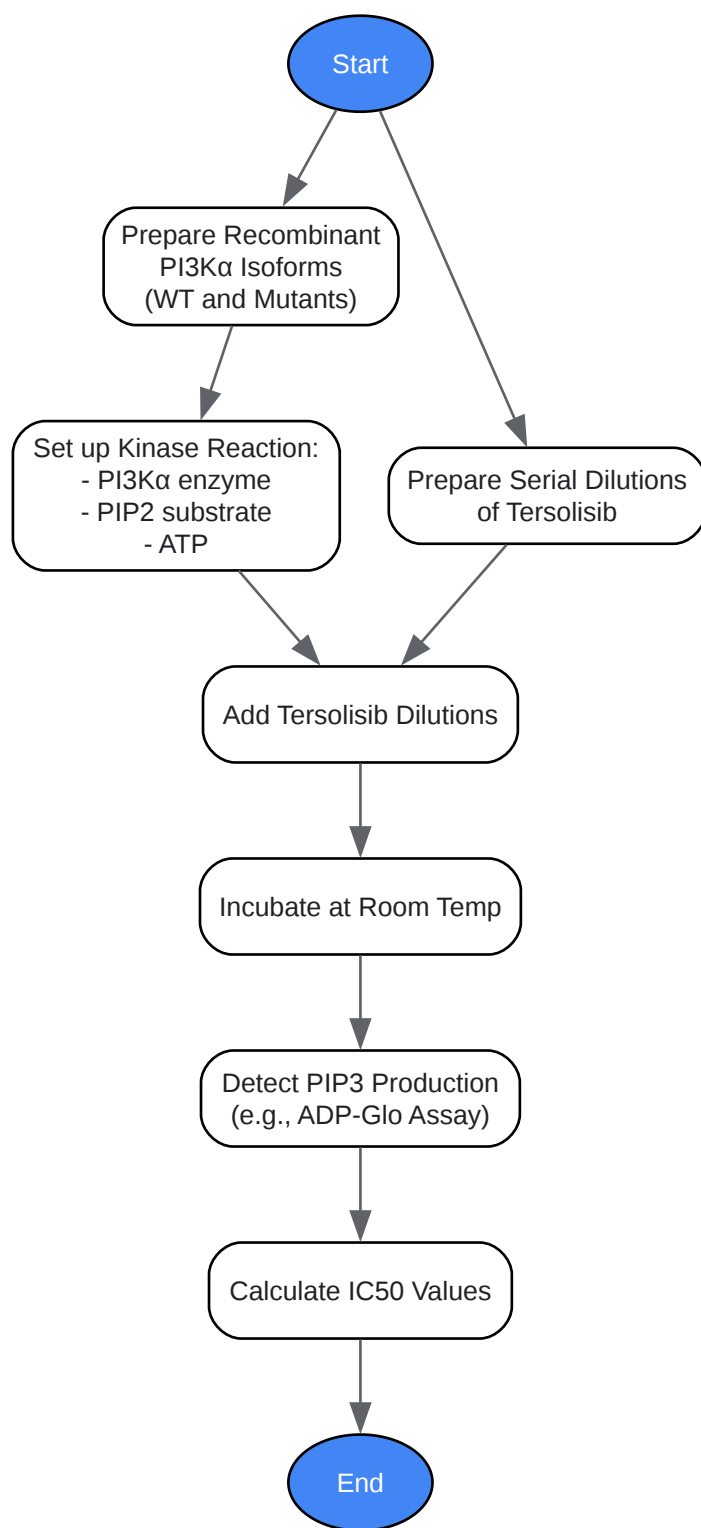 Start
Prepare Recombinant
PI3Kα Isoforms
(WT and Mutants)
Set up Kinase Reaction:
- PI3Kα enzyme
- PIP2 substrate
- ATP
Prepare Serial Dilutions
of Tersolisib
Add Tersolisib Dilutions
Incubate at Room Temp
Detect PIP3 Production
(e.g., ADP-Glo Assay)
Calculate IC50 Values
End